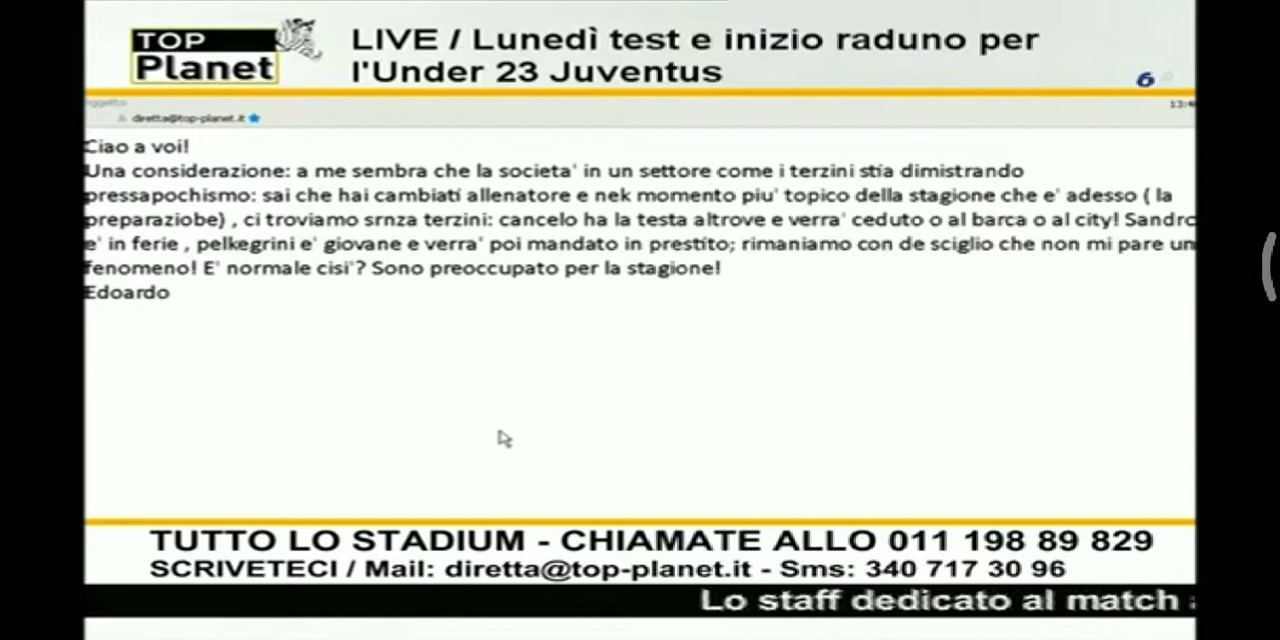 TOP
Planet
LIVE / Lunedì test e inizio raduno per
l'Under 23 Juventus
6
oggetto
13:4
A diretta@top-planet.it
Ciao a voi!
Una considerazione: a me sembra che la societa' in un settore come i terzini stia dimistrando
pressapochismo: sai che hai cambiati allenatore e nek momento piu' topico della stagione che e' adesso ( la
preparaziobe) , ci troviamo srnza terzini: cancelo ha la testa altrove e verra' ceduto o al barca o al city! Sandro
e' in ferie , pelkegrini e' giovane e verra' poi mandato in prestito; rimaniamo con de sciglio che non mi pare un
fenomeno! E' normale cisi'? Sono preoccupato per la stagione!
Edoardo
TUTTO LO STADIUM - CHIAMATE ALLO 011 198 89 829
SCRIVETECI / Mail: diretta@top-planet.it - Sms: 340 717 30 96
Lo staff dedicato al match